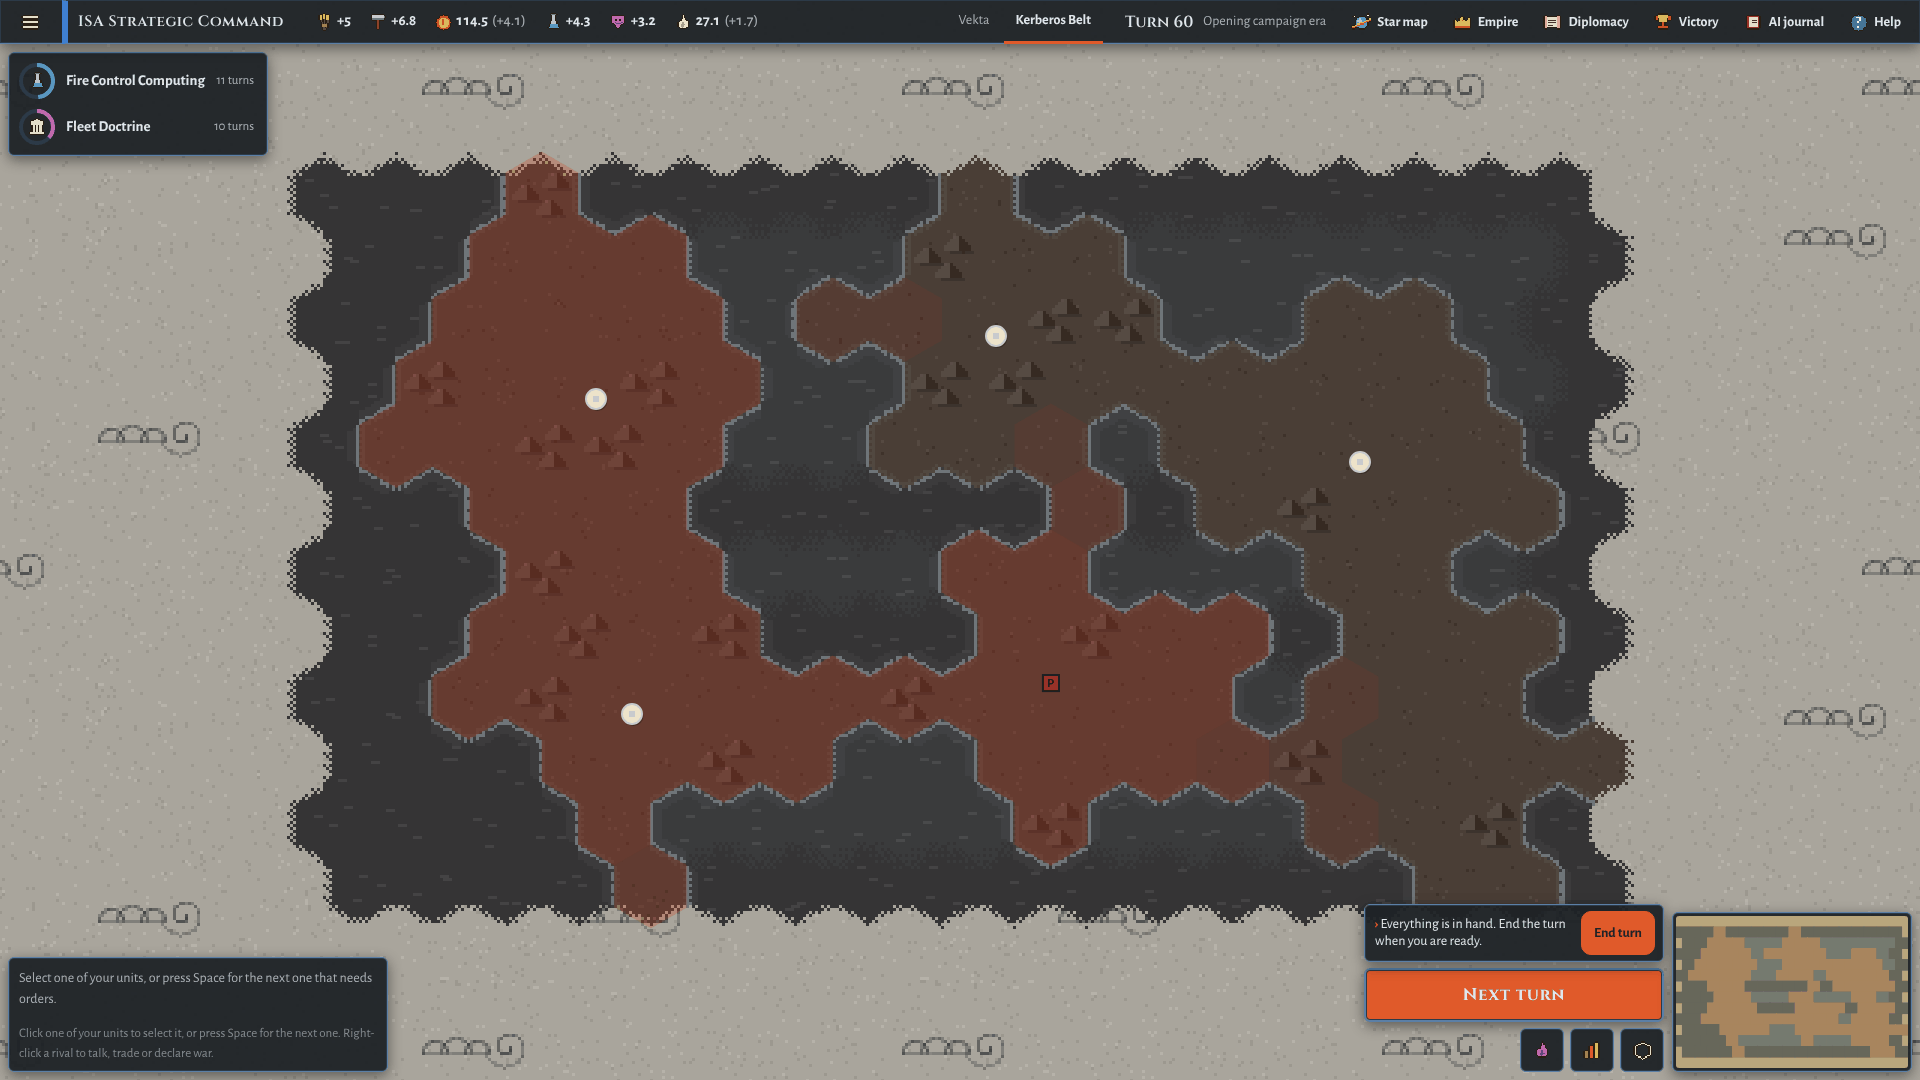 ISA Strategic Command
+5
+6.8
114.5 (+4.1)
+4.3
+3.2
27.1 (+1.7)
Vekta
Kerberos Belt
Turn 60
Opening campaign era
Star map
Empire
Diplomacy
Victory
AI journal
Help
Fire Control Computing
11 turns
Fleet Doctrine
10 turns
P
› Everything is in hand. End the turn
when you are ready.
End turn
Next turn
Select one of your units, or press Space for the next one that needs
orders.
Click one of your units to select it, or press Space for the next one. Right-
click a rival to talk, trade or declare war.